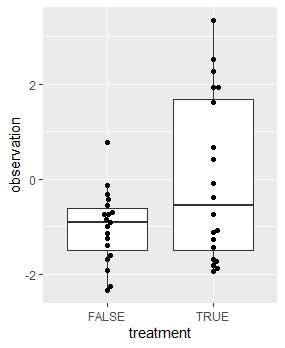 observation
2
0
-2
FALSE
TRUE
treatment